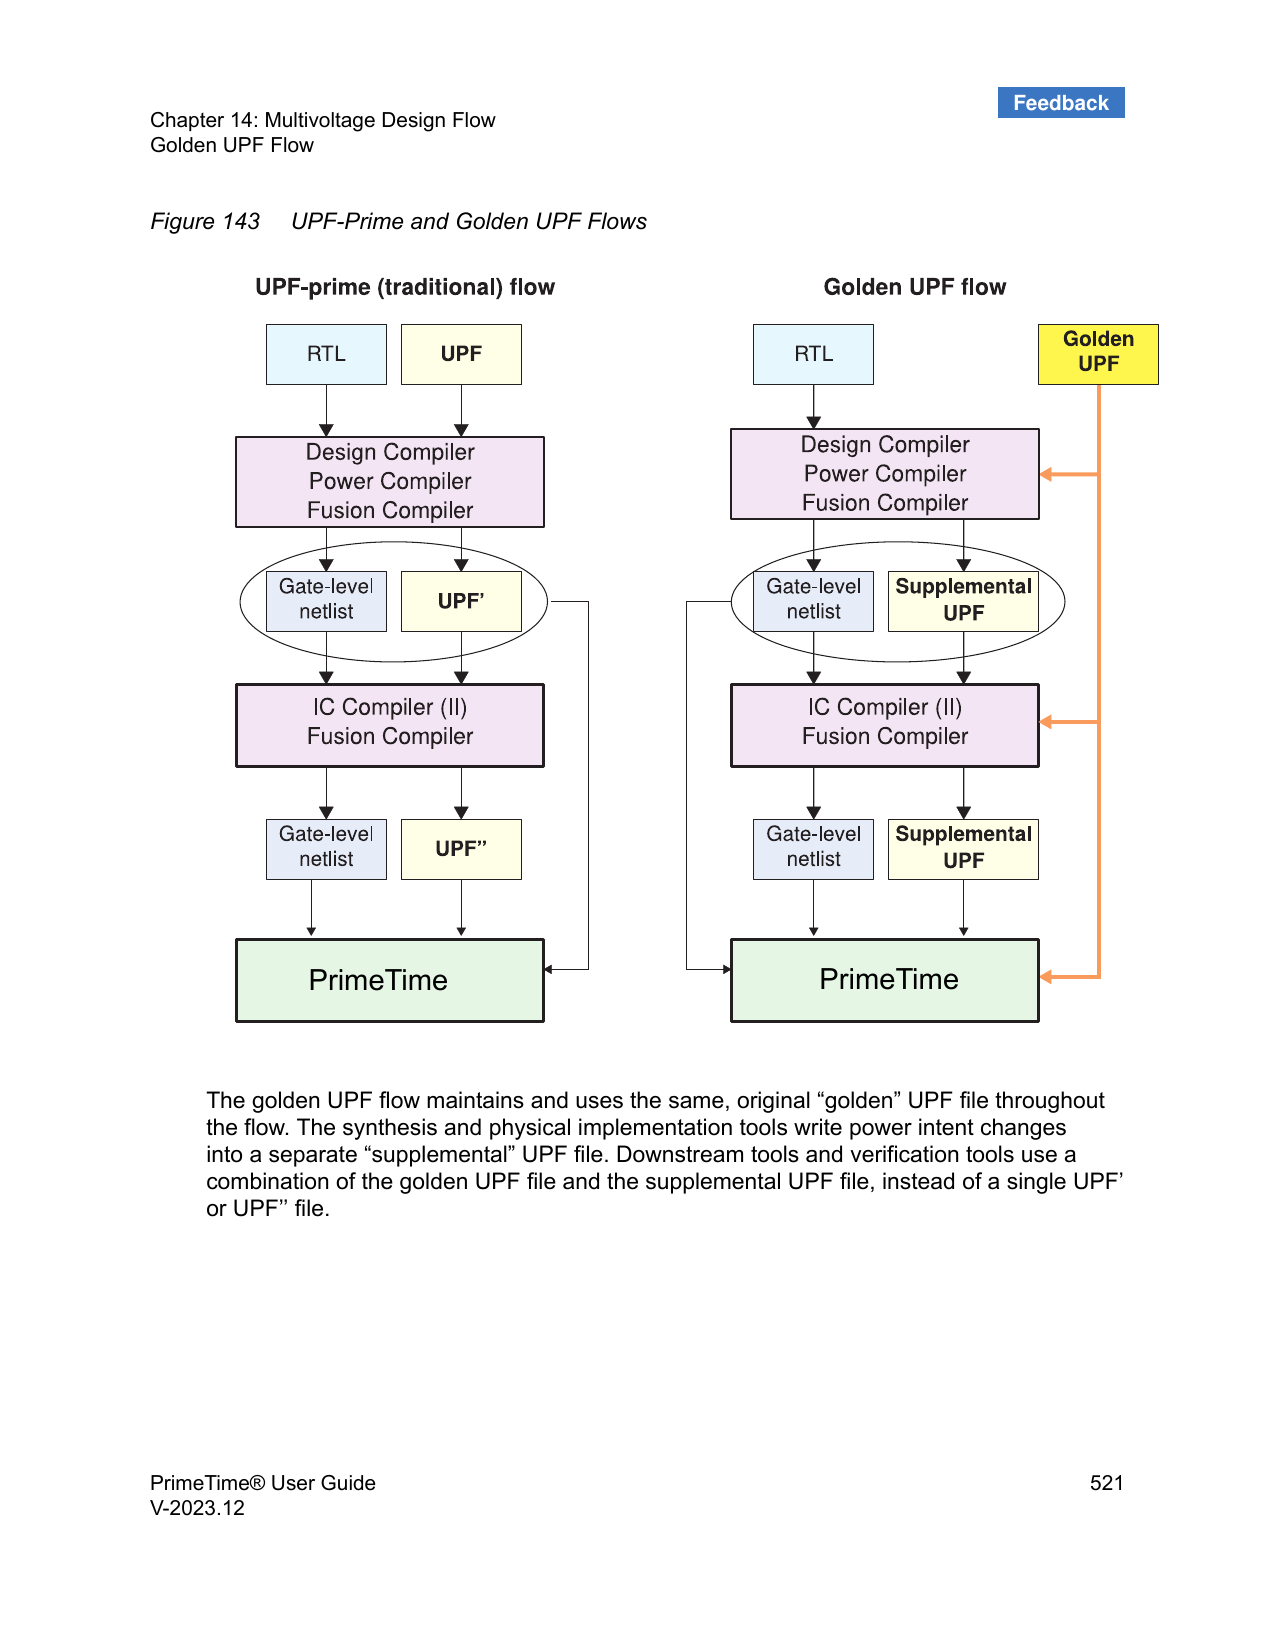 Feedback
Chapter 14: Multivoltage Design Flow
Golden UPF Flow
Figure 143 UPF-Prime and Golden UPF Flows
UPF-prime (traditional) flow
RTL
UPF
Design Compiler
Power Compiler
Fusion Compiler
Gate-level
netlist
UPF’
IC Compiler (II)
Fusion Compiler
Gate-level
netlist
UPF’’
PrimeTime
Golden UPF flow
RTL
Golden
UPF
Design Compiler
Power Compiler
Fusion Compiler
Gate-level
netlist
Supplemental
UPF
IC Compiler (II)
Fusion Compiler
Gate-level
netlist
Supplemental
UPF
PrimeTime
The golden UPF flow maintains and uses the same, original “golden” UPF file throughout
the flow. The synthesis and physical implementation tools write power intent changes
into a separate “supplemental” UPF file. Downstream tools and verification tools use a
combination of the golden UPF file and the supplemental UPF file, instead of a single UPF’
or UPF’’ file.
PrimeTime® User Guide
521
V-2023.12